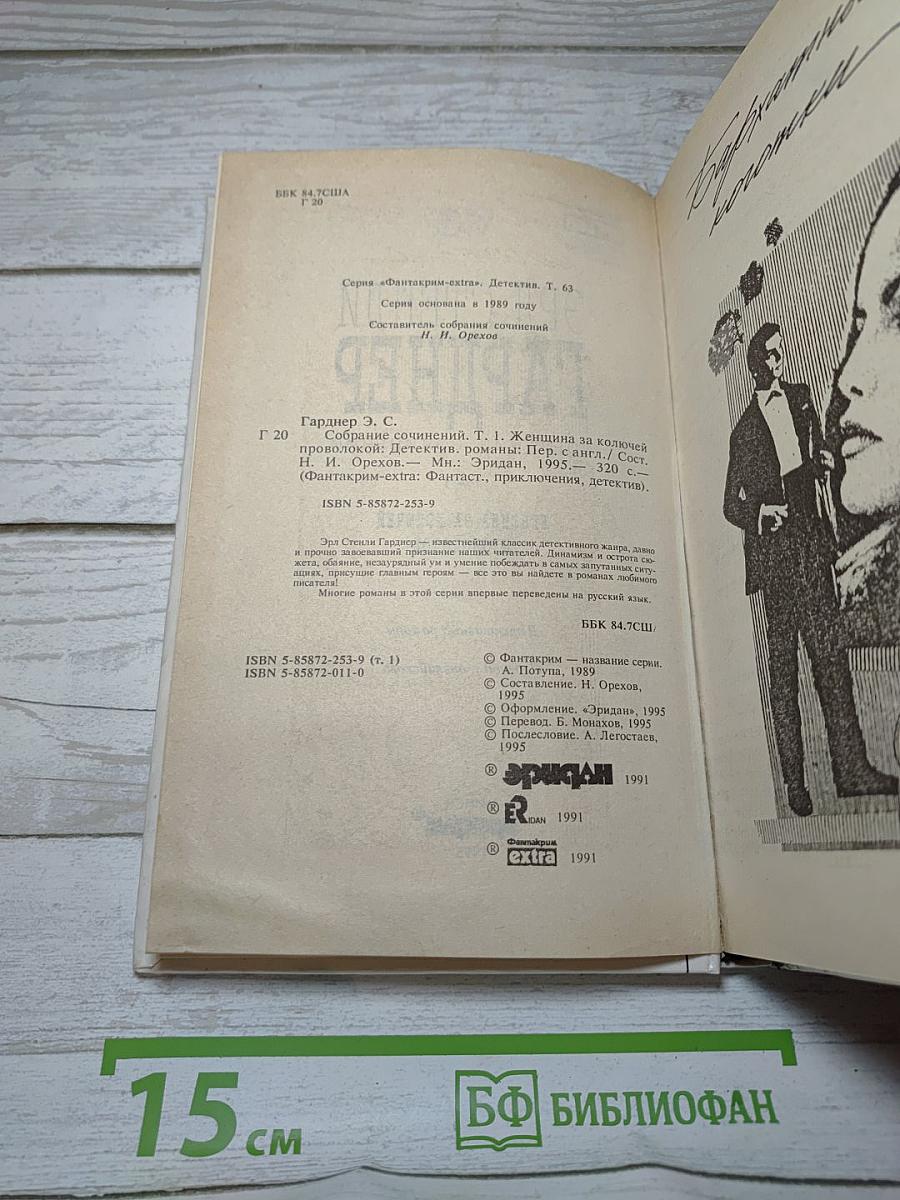 ББК 84.7США
Г 20
Серия «Фантакрим-extra». Детектив. Т. 63
Серия основана в 1989 году
Составитель собрания сочинений
Н. И. Орехов
Гарднер Э. С.
Г 20 Собрание сочинений. Т. 1. Женщина за колючей
проволокой: Детектив. романы: Пер. с англ./ Сост.
Н. И. Орехов.— Мн.: Эридан, 1995.— 320 с.—
(Фантакрим-extra: Фантаст., приключения, детектив).
ISBN 5-85872-253-9
Эрл Стенли Гарднер — известнейший классик детективного жанра, давно
и прочно завоевавший признание наших читателей. Динамизм и острота сю-
жета, обаяние, незаурядный ум и умение побеждать в самых запутанных ситу-
ациях, присущие главным героям — все это вы найдете в романах любимого
писателя!
Многие романы в этой серии впервые переведены на русский язык.
ББК 84.7СШ
ISBN 5-85872-253-9 (т. 1)
ISBN 5-85872-011-0
© Фантакрим — название серии.
А. Потупа, 1989
© Составление. Н. Орехов,
1995
© Оформление. «Эридан», 1995
© Перевод. Б. Монахов, 1995
© Послесловие. А. Легостаев,
1995
® эридан 1991
® ERIDAN 1991
® Фантакрим extra 1991
Бархатные
коготки
15 см
БФ БИБЛИОФАН